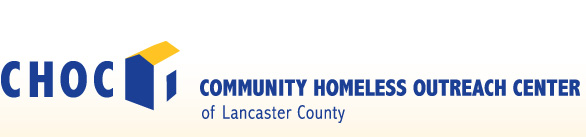 CHOC COMMUNITY HOMELESS OUTREACH CENTER
of Lancaster County